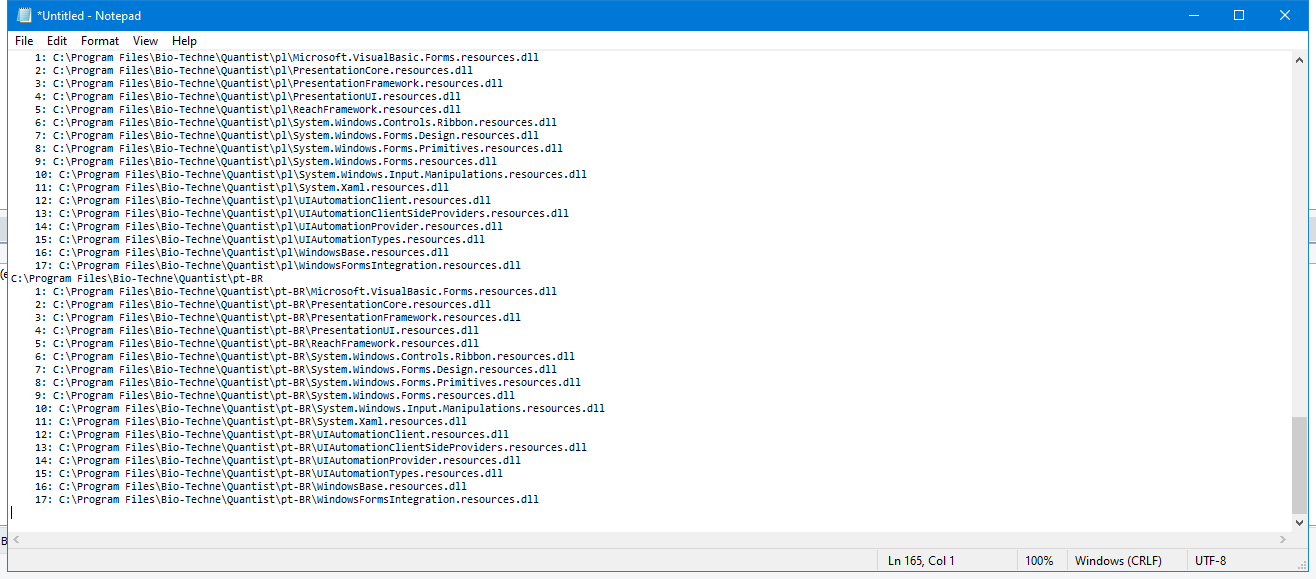 *Untitled - Notepad
File Edit Format View Help
1: C:\Program Files\Bio-Techne\Quantist\pl\Microsoft.VisualBasic.Forms.resources.dll
2: C:\Program Files\Bio-Techne\Quantist\pl\PresentationCore.resources.dll
3: C:\Program Files\Bio-Techne\Quantist\pl\PresentationFramework.resources.dll
4: C:\Program Files\Bio-Techne\Quantist\pl\PresentationUI.resources.dll
5: C:\Program Files\Bio-Techne\Quantist\pl\ReachFramework.resources.dll
6: C:\Program Files\Bio-Techne\Quantist\pl\System.Windows.Controls.Ribbon.resources.dll
7: C:\Program Files\Bio-Techne\Quantist\pl\System.Windows.Forms.Design.resources.dll
8: C:\Program Files\Bio-Techne\Quantist\pl\System.Windows.Forms.Primitives.resources.dll
9: C:\Program Files\Bio-Techne\Quantist\pl\System.Windows.Forms.resources.dll
10: C:\Program Files\Bio-Techne\Quantist\pl\System.Windows.Input.Manipulations.resources.dll
11: C:\Program Files\Bio-Techne\Quantist\pl\System.Xaml.resources.dll
12: C:\Program Files\Bio-Techne\Quantist\pl\UIAutomationClient.resources.dll
13: C:\Program Files\Bio-Techne\Quantist\pl\UIAutomationClientSideProviders.resources.dll
14: C:\Program Files\Bio-Techne\Quantist\pl\UIAutomationProvider.resources.dll
15: C:\Program Files\Bio-Techne\Quantist\pl\UIAutomationTypes.resources.dll
16: C:\Program Files\Bio-Techne\Quantist\pl\WindowsBase.resources.dll
17: C:\Program Files\Bio-Techne\Quantist\pl\WindowsFormsIntegration.resources.dll
C:\Program Files\Bio-Techne\Quantist\pt-BR
1: C:\Program Files\Bio-Techne\Quantist\pt-BR\Microsoft.VisualBasic.Forms.resources.dll
2: C:\Program Files\Bio-Techne\Quantist\pt-BR\PresentationCore.resources.dll
3: C:\Program Files\Bio-Techne\Quantist\pt-BR\PresentationFramework.resources.dll
4: C:\Program Files\Bio-Techne\Quantist\pt-BR\PresentationUI.resources.dll
5: C:\Program Files\Bio-Techne\Quantist\pt-BR\ReachFramework.resources.dll
6: C:\Program Files\Bio-Techne\Quantist\pt-BR\System.Windows.Controls.Ribbon.resources.dll
7: C:\Program Files\Bio-Techne\Quantist\pt-BR\System.Windows.Forms.Design.resources.dll
8: C:\Program Files\Bio-Techne\Quantist\pt-BR\System.Windows.Forms.Primitives.resources.dll
9: C:\Program Files\Bio-Techne\Quantist\pt-BR\System.Windows.Forms.resources.dll
10: C:\Program Files\Bio-Techne\Quantist\pt-BR\System.Windows.Input.Manipulations.resources.dll
11: C:\Program Files\Bio-Techne\Quantist\pt-BR\System.Xaml.resources.dll
12: C:\Program Files\Bio-Techne\Quantist\pt-BR\UIAutomationClient.resources.dll
13: C:\Program Files\Bio-Techne\Quantist\pt-BR\UIAutomationClientSideProviders.resources.dll
14: C:\Program Files\Bio-Techne\Quantist\pt-BR\UIAutomationProvider.resources.dll
15: C:\Program Files\Bio-Techne\Quantist\pt-BR\UIAutomationTypes.resources.dll
16: C:\Program Files\Bio-Techne\Quantist\pt-BR\WindowsBase.resources.dll
17: C:\Program Files\Bio-Techne\Quantist\pt-BR\WindowsFormsIntegration.resources.dll
Ln 165, Col 1 100% Windows (CRLF) UTF-8